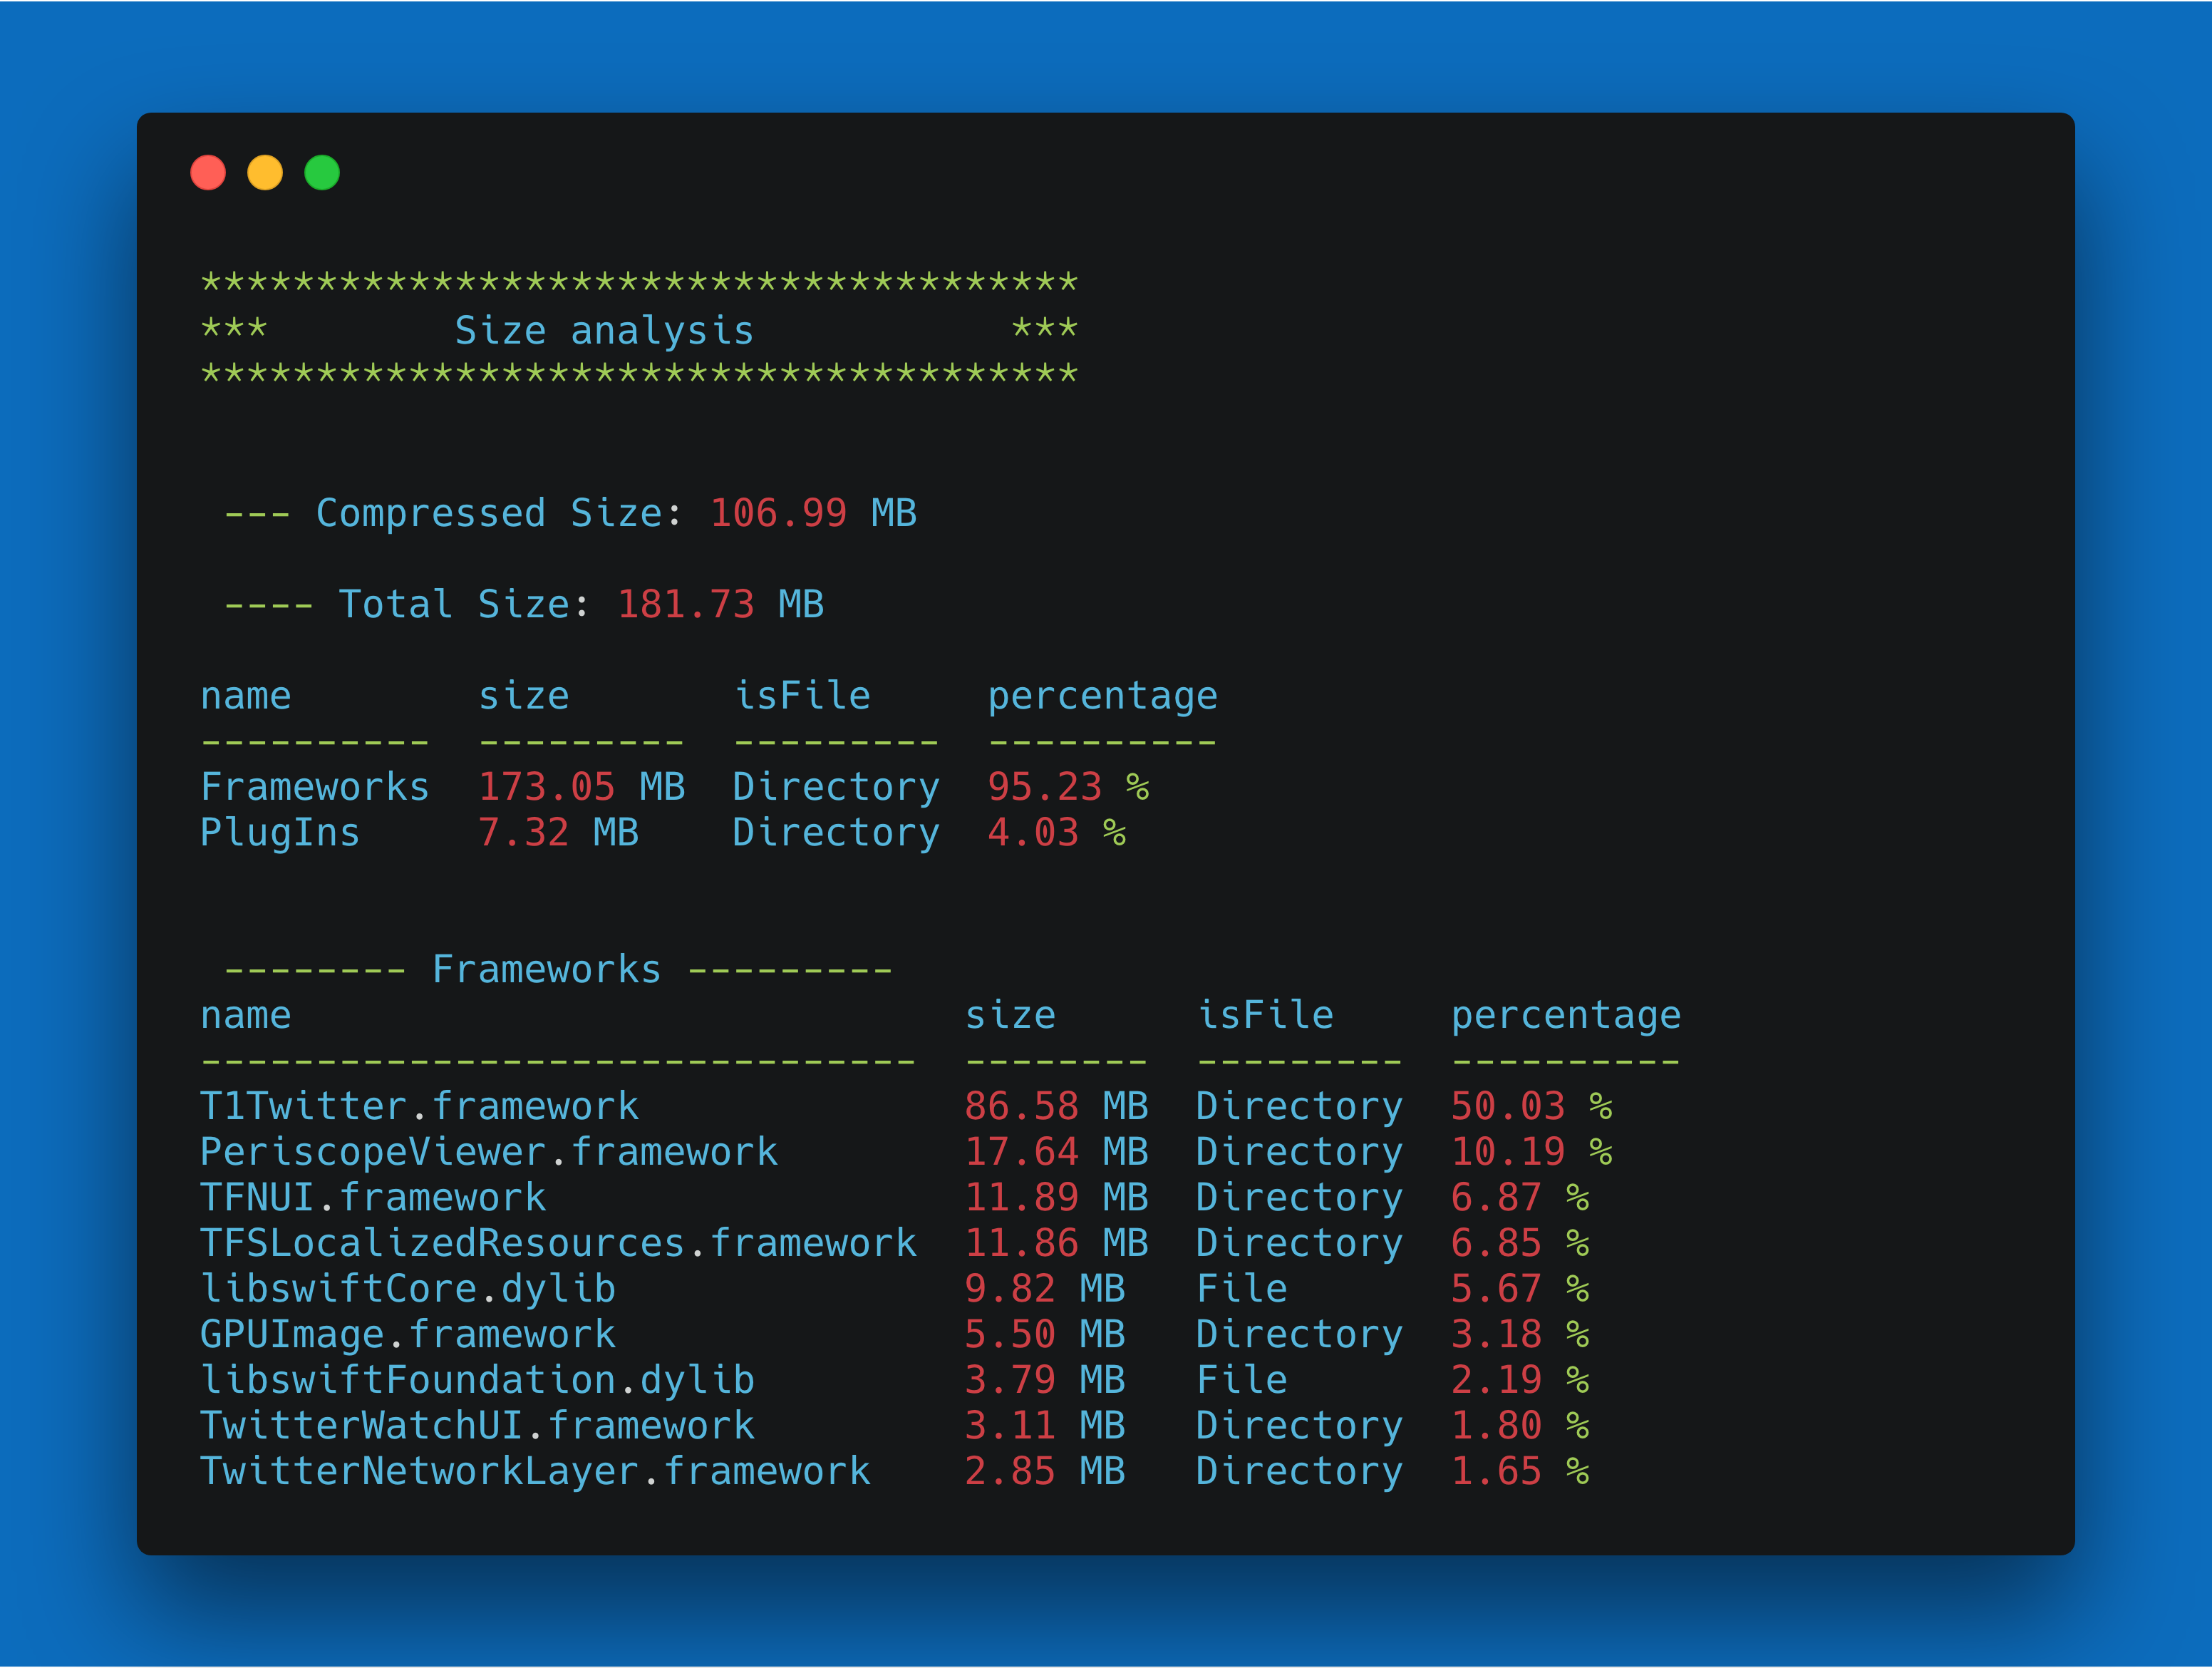 **************************************
***        Size analysis           ***
**************************************
--- Compressed Size: 106.99 MB
---- Total Size: 181.73 MB
name        size       isFile     percentage
----------  ---------  ---------  ----------
Frameworks  173.05 MB  Directory  95.23 %
PlugIns     7.32 MB    Directory  4.03 %
-------- Frameworks ---------
name                             size      isFile     percentage
-------------------------------  --------  ---------  ----------
T1Twitter.framework              86.58 MB  Directory  50.03 %
PeriscopeViewer.framework        17.64 MB  Directory  10.19 %
TFNUI.framework                  11.89 MB  Directory  6.87 %
TFSLocalizedResources.framework  11.86 MB  Directory  6.85 %
libswiftCore.dylib               9.82 MB   File       5.67 %
GPUImage.framework               5.50 MB   Directory  3.18 %
libswiftFoundation.dylib         3.79 MB   File       2.19 %
TwitterWatchUI.framework         3.11 MB   Directory  1.80 %
TwitterNetworkLayer.framework    2.85 MB   Directory  1.65 %